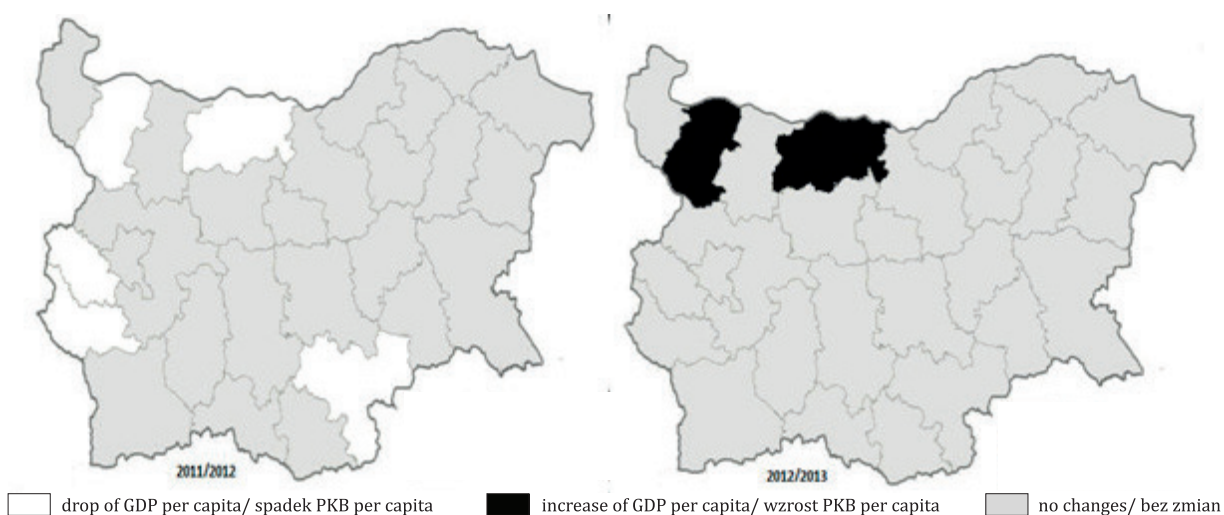 2011/2012
2012/2013
drop of GDP per capita/ spadek PKB per capita
increase of GDP per capita/ wzrost PKB per capita
no changes/ bez zmian